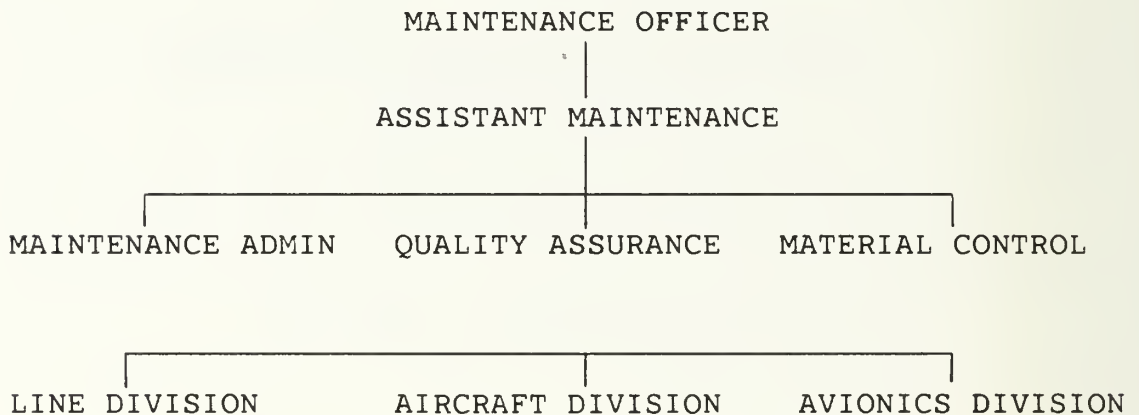 MAINTENANCE OFFICER
ASSISTANT MAINTENANCE
MAINTENANCE ADMIN QUALITY ASSURANCE MATERIAL CONTROL
LINE DIVISION AIRCRAFT DIVISION AVIONICS DIVISION